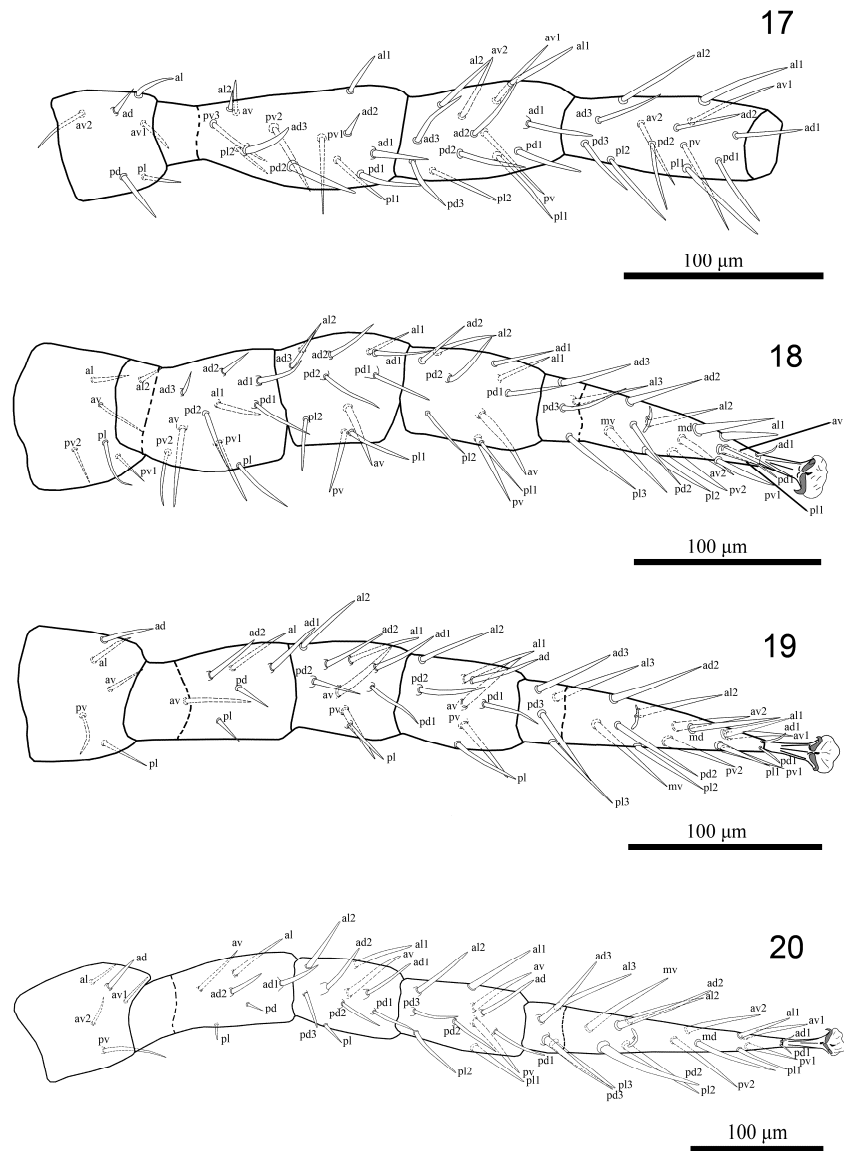 17
al
ad
av2
av1
pd
pl
al2
av
pv3
pv2
ad3
pl2
pd2
al1
ad2
pv1
ad1
pd1
pl1
al2
av2
av1
al1
ad2
ad3
pd2
pd3
pl2
ad1
pd1
pv
pl1
al2
al1
av1
ad3
av2
ad2
ad1
pd3
pl2
pd2
pv
pl1
pd1
100 μm
18
al
av
pv2
pl
pv1
al2
ad3
ad2
ad1
al1
av
pd2
pd1
pv2
pv1
pl
al2
ad3
ad2
al1
ad1
pd2
pd1
pl2
av
pl1
pv
ad2
al2
pd2
ad1
al1
pd1
pl2
av
pl1
pv
ad3
al3
ad2
pd3
al2
mv
md
al1
ad1
av
pl3
pd2
pl2
av2
pv2
pd1
pv1
pl1
100 μm
19
ad
al
av
pv
pl
ad2
al
ad1
pd
av
pl
al2
ad2
al1
ad1
pd2
av
pd1
pl
al2
al1
ad
pd2
pd1
av
pv
pl
ad3
al3
ad2
pd3
al2
av2
al1
ad1
av1
md
pl3
mv
pd2
pl2
pv2
pl1
pd1
pv1
100 μm
20
al
ad
av1
av2
pv
av
al
ad2
ad1
pd
pl
al2
ad2
al1
av
ad1
pd2
pd1
pd3
pl
al2
al1
av
ad
pd3
pd2
pd1
pl2
pv
pl1
ad3
al3
mv
ad2
al2
av2
al1
av1
ad1
md
pl3
pd3
pd2
pl2
pv2
pd1
pv1
pl1
100 μm